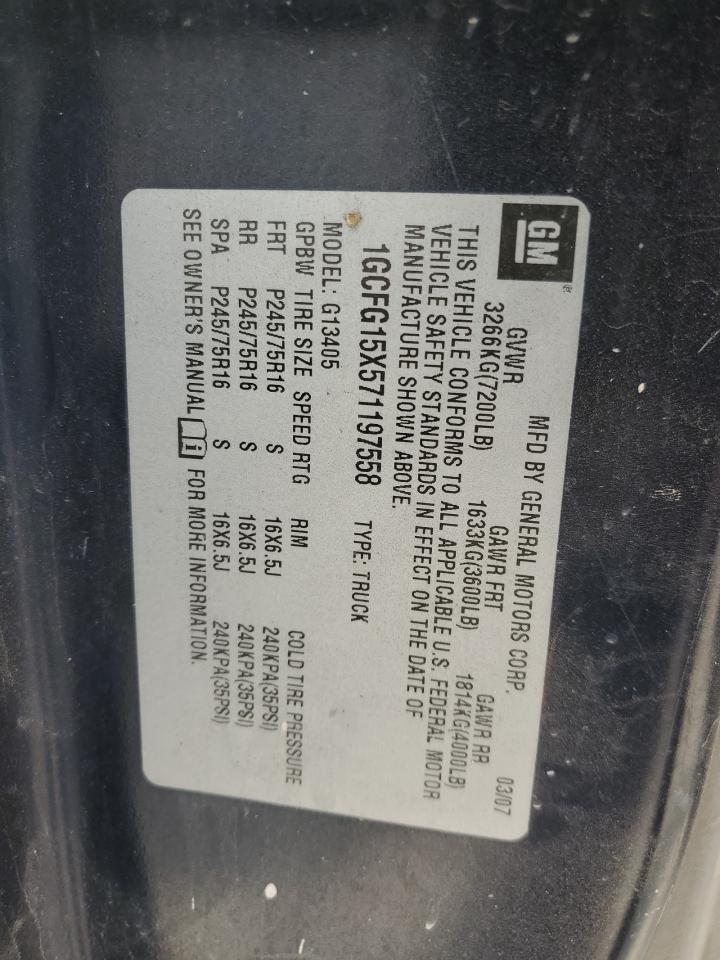 GM®
MFD BY GENERAL MOTORS CORP. 03/07
GVWR GAWR FRT GAWR RR
3266KG(7200LB) 1633KG(3600LB) 1814KG(4000LB)
THIS VEHICLE CONFORMS TO ALL APPLICABLE U.S. FEDERAL MOTOR
VEHICLE SAFETY STANDARDS IN EFFECT ON THE DATE OF
MANUFACTURE SHOWN ABOVE.
1GCFG15X571197558 TYPE: TRUCK
MODEL: G13405
GPBW TIRE SIZE SPEED RTG RIM COLD TIRE PRESSURE
FRT P245/75R16 S 16X6.5J 240KPA(35PSI)
RR P245/75R16 S 16X6.5J 240KPA(35PSI)
SPA P245/75R16 S 16X6.5J 240KPA(35PSI)
SEE OWNER'S MANUAL i FOR MORE INFORMATION.